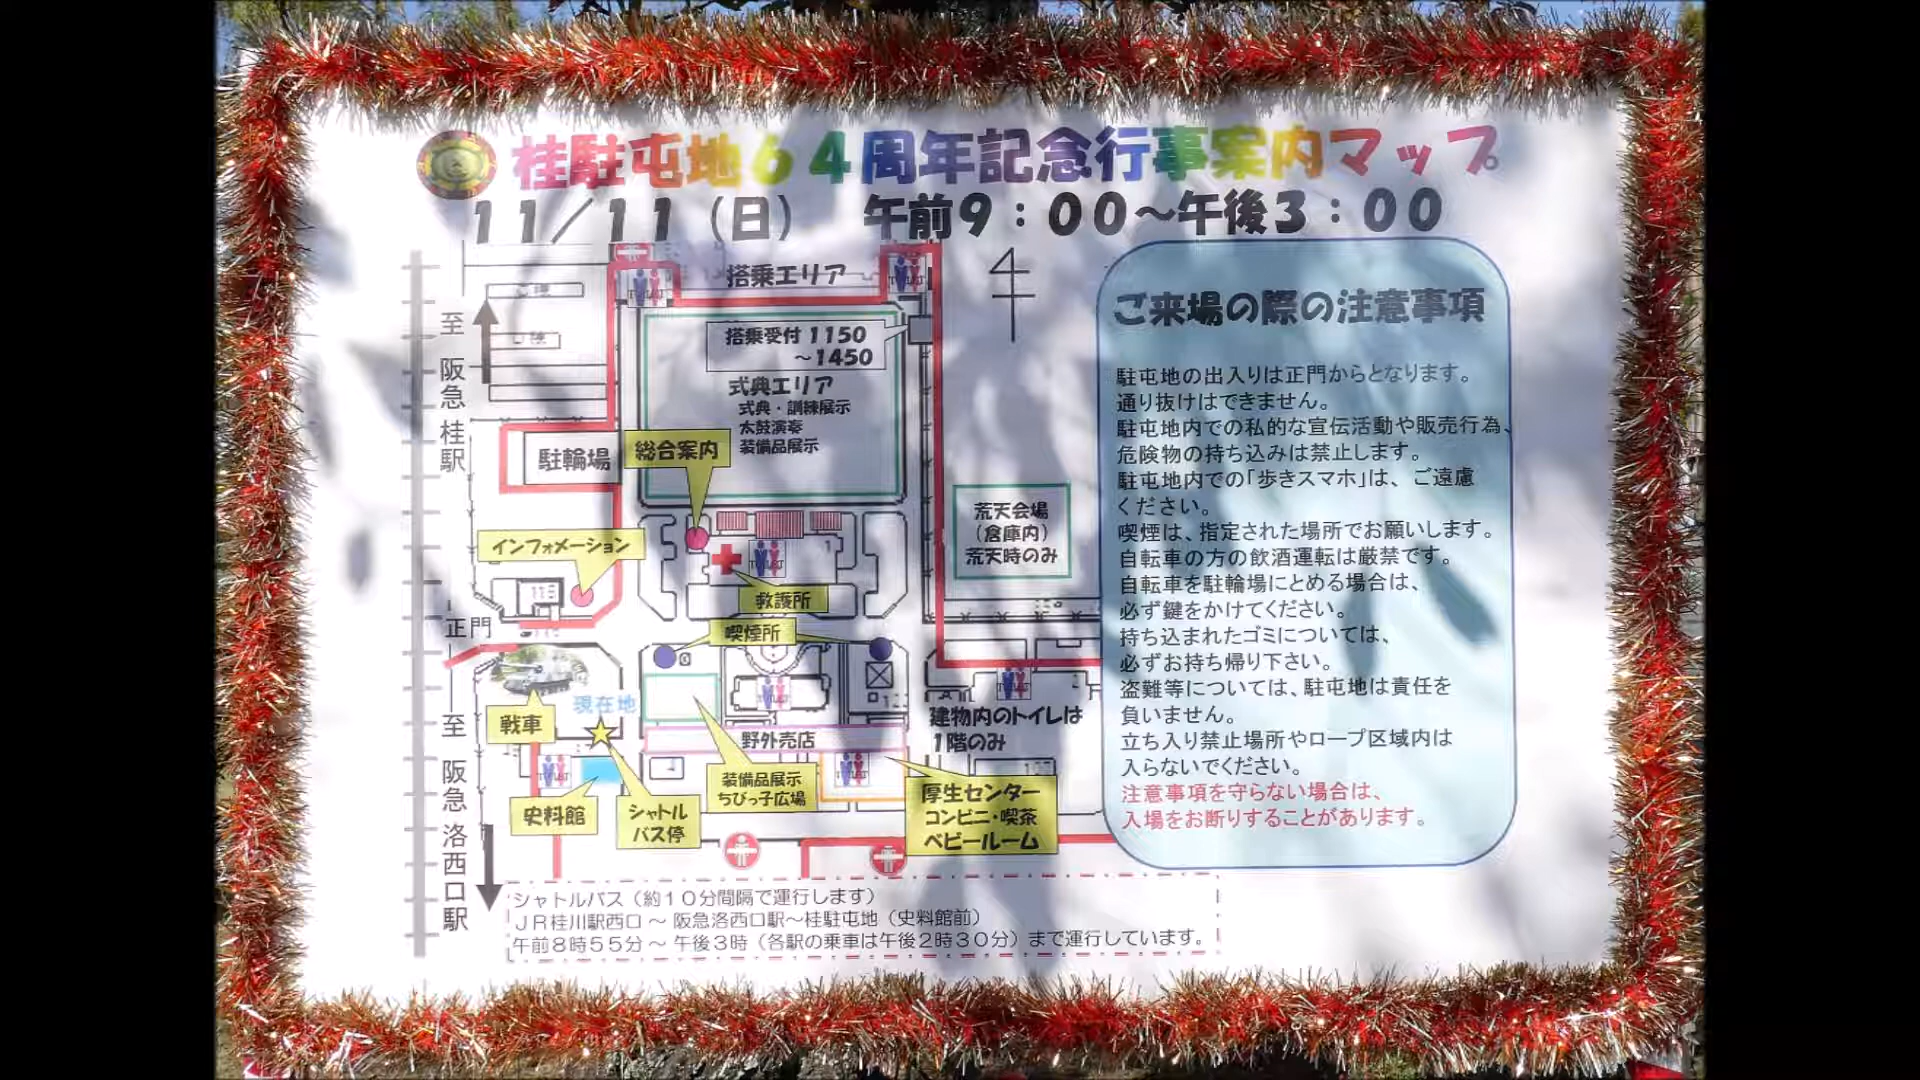 桂駐屯地64周年記念行事案内マップ
11/11(日) 午前9:00～午後3:00
搭乗エリア
搭乗受付 1150
～1450
式典エリア
式典・訓練展示
太鼓演奏
装備品展示
至 阪急 桂駅
駐輪場
総合案内
インフォメーション
荒天会場
(倉庫内)
荒天時のみ
救護所
喫煙所
正門
現在地
戦車
建物内のトイレは
1階のみ
野外売店
装備品展示
ちびっ子広場
史料館
シャトル
バス停
厚生センター
コンビニ・喫茶
ベビールーム
至 阪急 洛西口駅
ご来場の際の注意事項
駐屯地の出入りは正門からとなります。
通り抜けはできません。
駐屯地内での私的な宣伝活動や販売行為、
危険物の持ち込みは禁止します。
駐屯地内での「歩きスマホ」は、ご遠慮
ください。
喫煙は、指定された場所でお願いします。
自転車の方の飲酒運転は厳禁です。
自転車を駐輪場にとめる場合は、
必ず鍵をかけてください。
持ち込まれたゴミについては、
必ずお持ち帰り下さい。
盗難等については、駐屯地は責任を
負いません。
立ち入り禁止場所やロープ区域内は
入らないでください。
注意事項を守らない場合は、
入場をお断りすることがあります。
シャトルバス(約10分間隔で運行します)
JR桂川駅西口～阪急洛西口駅～桂駐屯地(史料館前)
午前8時55分～午後3時(各駅の乗車は午後2時30分)まで運行しています。